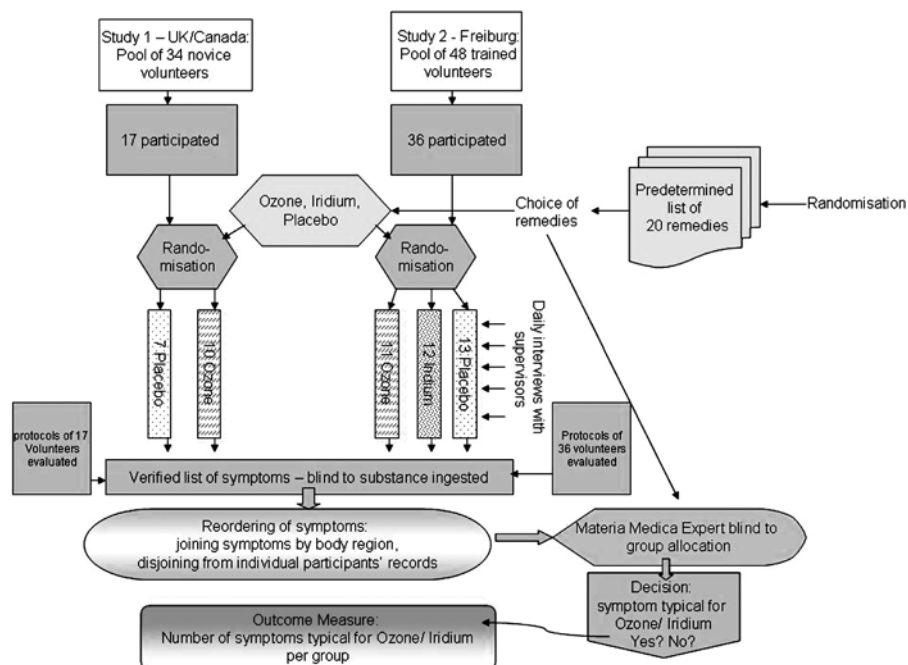 Study 1 – UK/Canada:
Pool of 34 novice
volunteers
Study 2 - Freiburg:
Pool of 48 trained
volunteers
17 participated
36 participated
Ozone, Iridium,
Placebo
Choice of
remedies
Predetermined
list of
20 remedies
Randomisation
Rando-
misation
Rando-
misation
7 Placebo
10 Ozone
11 Ozone
12 Iridium
13 Placebo
Daily interviews with
supervisors
protocols of 17
Volunteers
evaluated
Protocols of
36 volunteers
evaluated
Verified list of symptoms – blind to substance ingested
Reordering of symptoms:
joining symptoms by body region,
disjoining from individual participants' records
Materia Medica Expert blind to
group allocation
Decision:
symptom typical for
Ozone/ Iridium
Yes? No?
Outcome Measure:
Number of symptoms typical for Ozone/ Iridium
per group